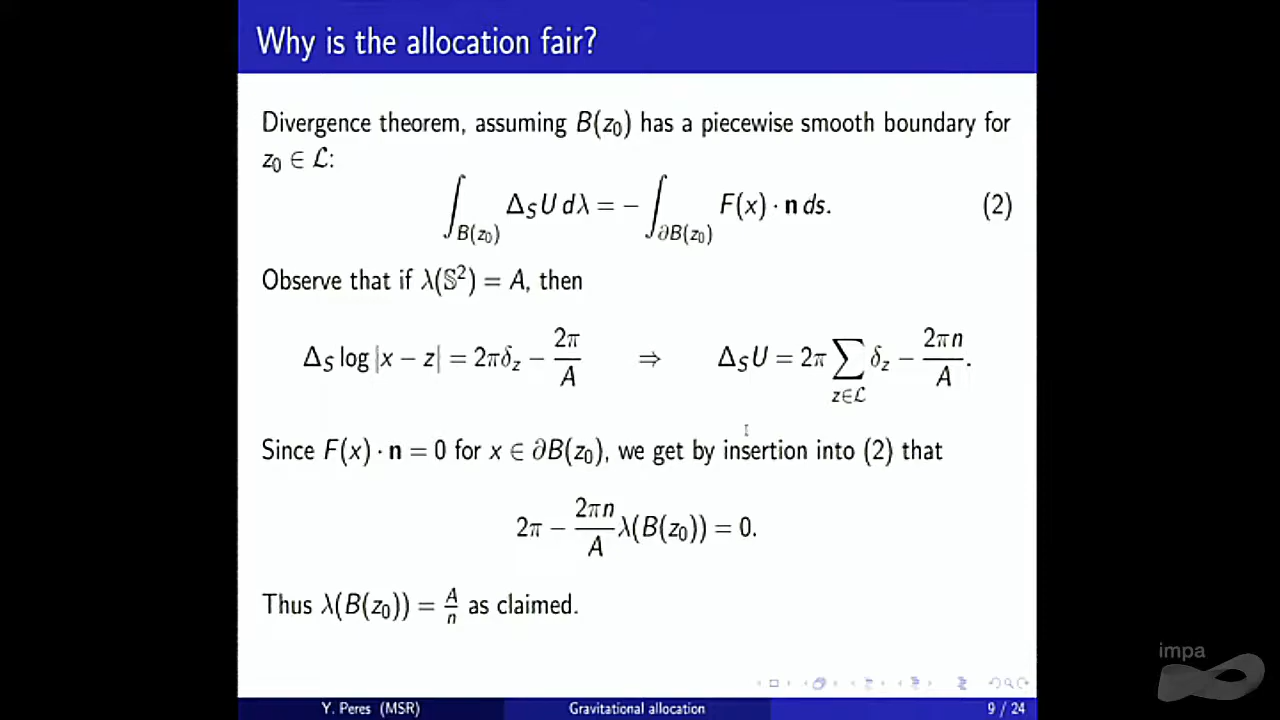 Why is the allocation fair?
Divergence theorem, assuming B(z₀) has a piecewise smooth boundary for
z₀ ∈ ℒ:
∫_{B(z₀)} Δ_S U dλ = − ∫_{∂B(z₀)} F(x) · n ds. (2)
Observe that if λ(𝕊²) = A, then
Δ_S log|x − z| = 2πδ_z − 2π/A ⇒ Δ_S U = 2π ∑_{z∈ℒ} δ_z − 2πn/A.
Since F(x) · n = 0 for x ∈ ∂B(z₀), we get by insertion into (2) that
2π − 2πn/A λ(B(z₀)) = 0.
Thus λ(B(z₀)) = A/n as claimed.
impa
Y. Peres (MSR) Gravitational allocation 9 / 24